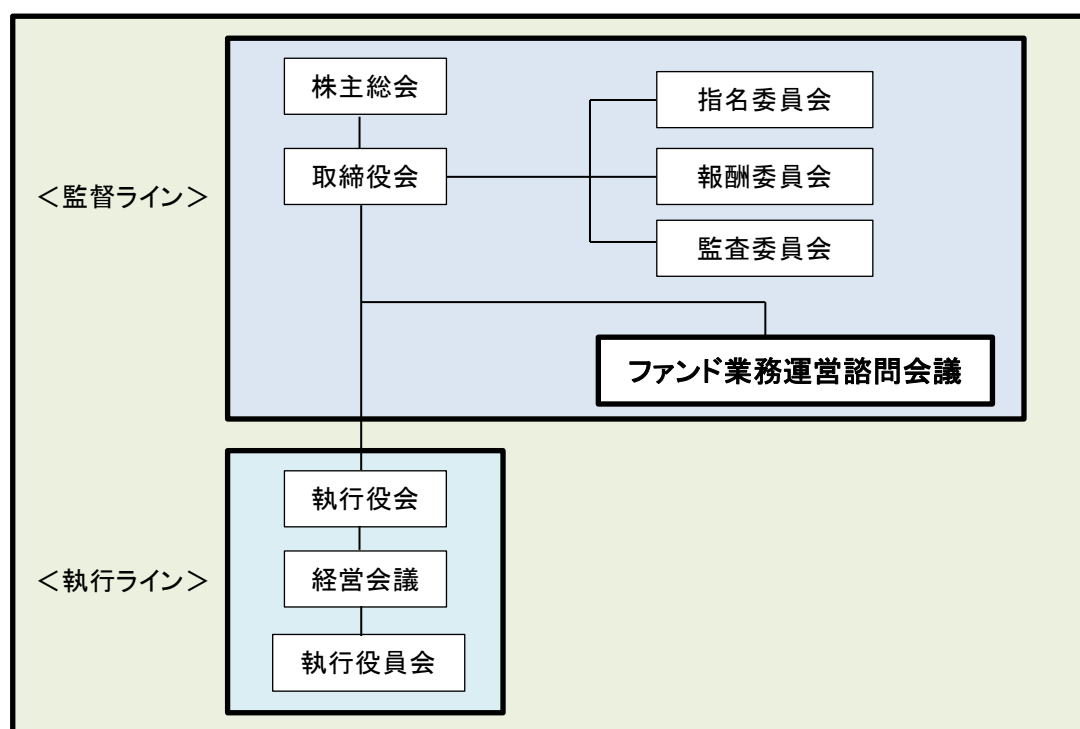 株主総会
指名委員会
取締役会
報酬委員会
＜監督ライン＞
監査委員会
ファンド業務運営諮問会議
執行役会
＜執行ライン＞
経営会議
執行役員会